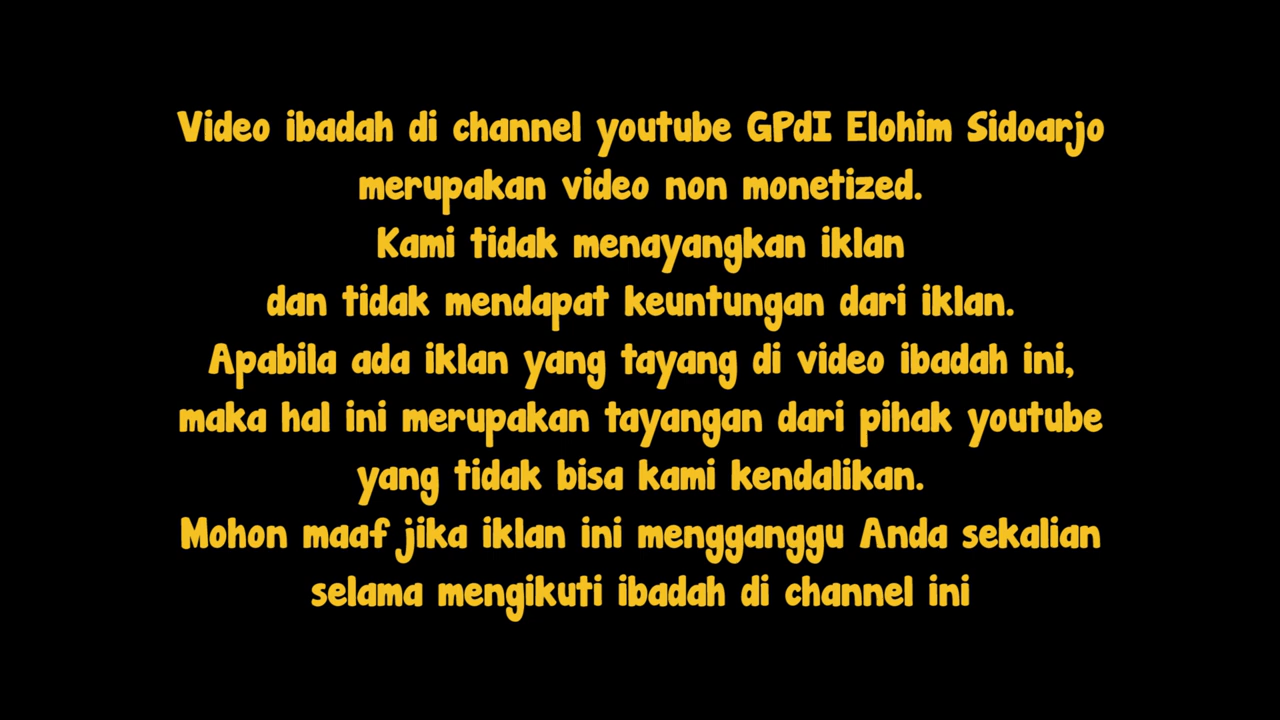 Video ibadah di channel youtube GPdI Elohim Sidoarjo
merupakan video non monetized.
Kami tidak menayangkan iklan
dan tidak mendapat keuntungan dari iklan.
Apabila ada iklan yang tayang di video ibadah ini,
maka hal ini merupakan tayangan dari pihak youtube
yang tidak bisa kami kendalikan.
Mohon maaf jika iklan ini mengganggu Anda sekalian
selama mengikuti ibadah di channel ini